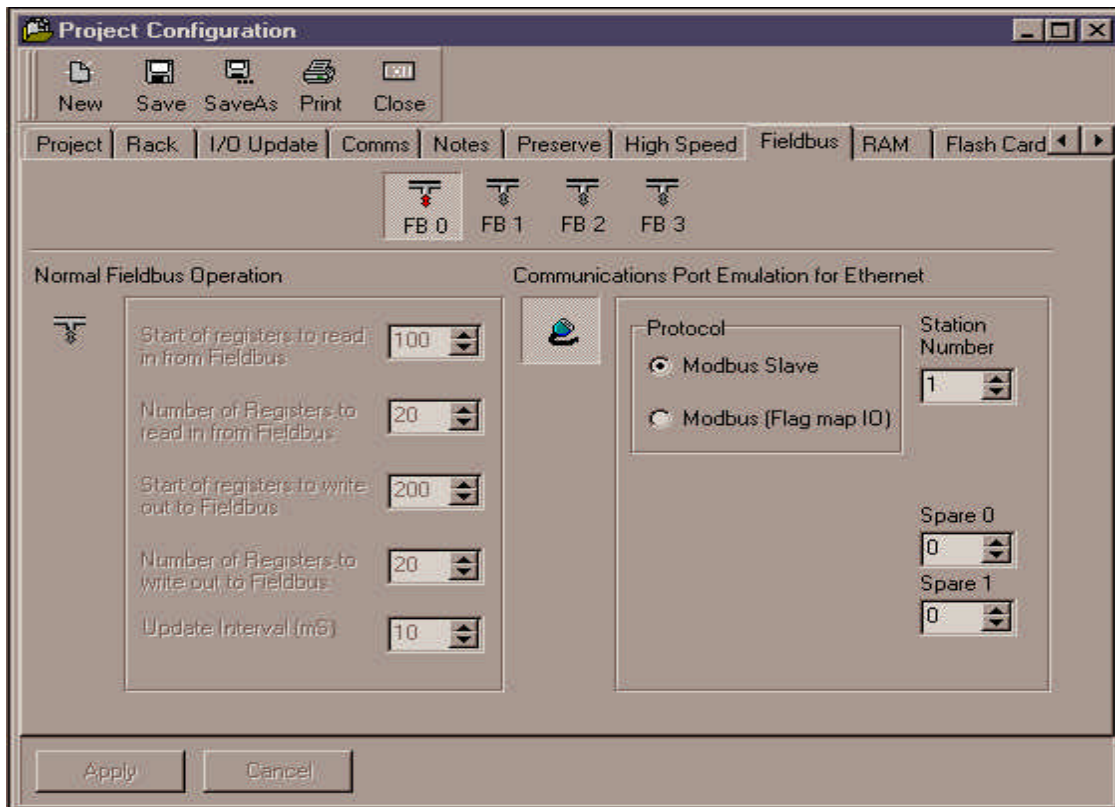 Project Configuration
New Save SaveAs Print Close
Project Rack I/O Update Comms Notes Preserve High Speed Fieldbus RAM Flash Card
FB 0 FB 1 FB 2 FB 3
Normal Fieldbus Operation
Start of registers to read
in from Fieldbus
100
Number of Registers to
read in from Fieldbus
20
Start of registers to write
out to Fieldbus
200
Number of Registers to
write out to Fieldbus
20
Update Interval (mS)
10
Communications Port Emulation for Ethernet
Protocol
Modbus Slave
Modbus (Flag map IO)
Station
Number
1
Spare 0
0
Spare 1
0
Apply Cancel